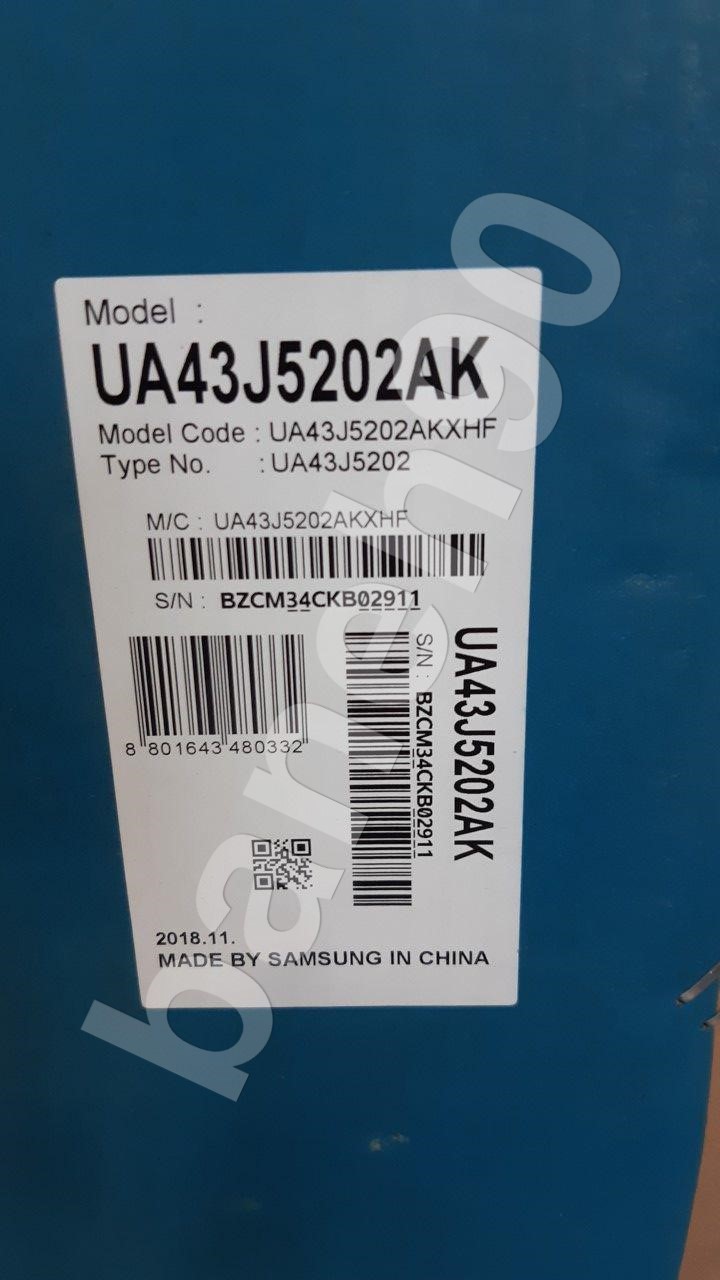 Model :
UA43J5202AK
Model Code : UA43J5202AKXHF
Type No. : UA43J5202
M/C : UA43J5202AKXHF
S/N : BZCM34CKB02911
8 801643 480332
S/N : BZCM34CKB02911
UA43J5202AK
2018.11.
MADE BY SAMSUNG IN CHINA
baneh90